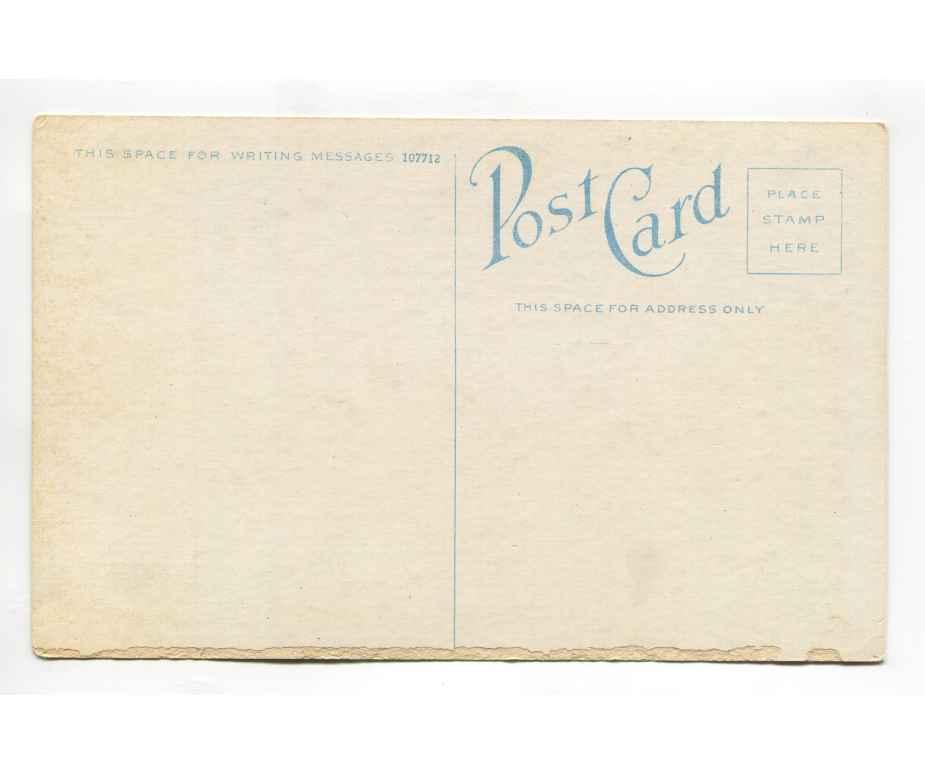 THIS SPACE FOR WRITING MESSAGES 107712
Post Card
PLACE
STAMP
HERE
THIS SPACE FOR ADDRESS ONLY